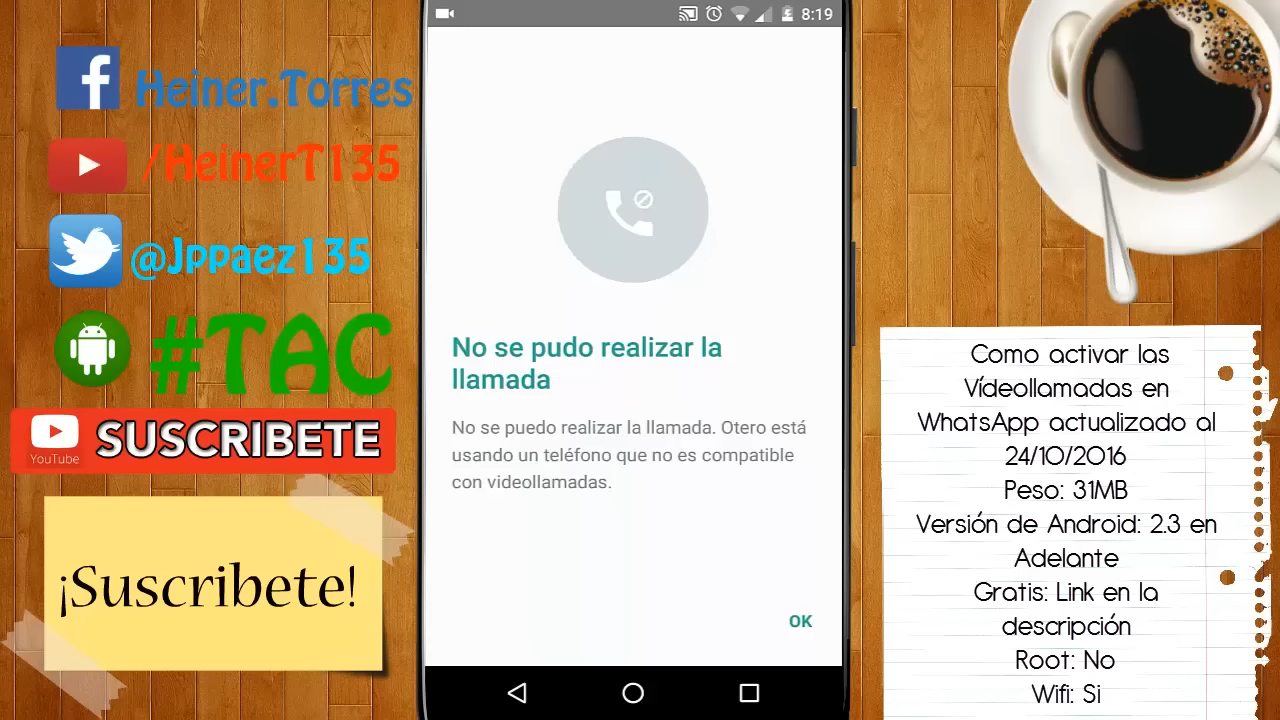 Heiner.Torres
/HeinerT135
@Jppaez135
#TAC
YouTube
SUSCRIBETE
¡Suscribete!
8:19
No se pudo realizar la
llamada
No se puedo realizar la llamada. Otero está
usando un teléfono que no es compatible
con videollamadas.
OK
Como activar las
Vídeollamadas en
WhatsApp actualizado al
24/10/2016
Peso: 31MB
Versión de Android: 2.3 en
Adelante
Gratis: Link en la
descripción
Root: No
Wifi: Si